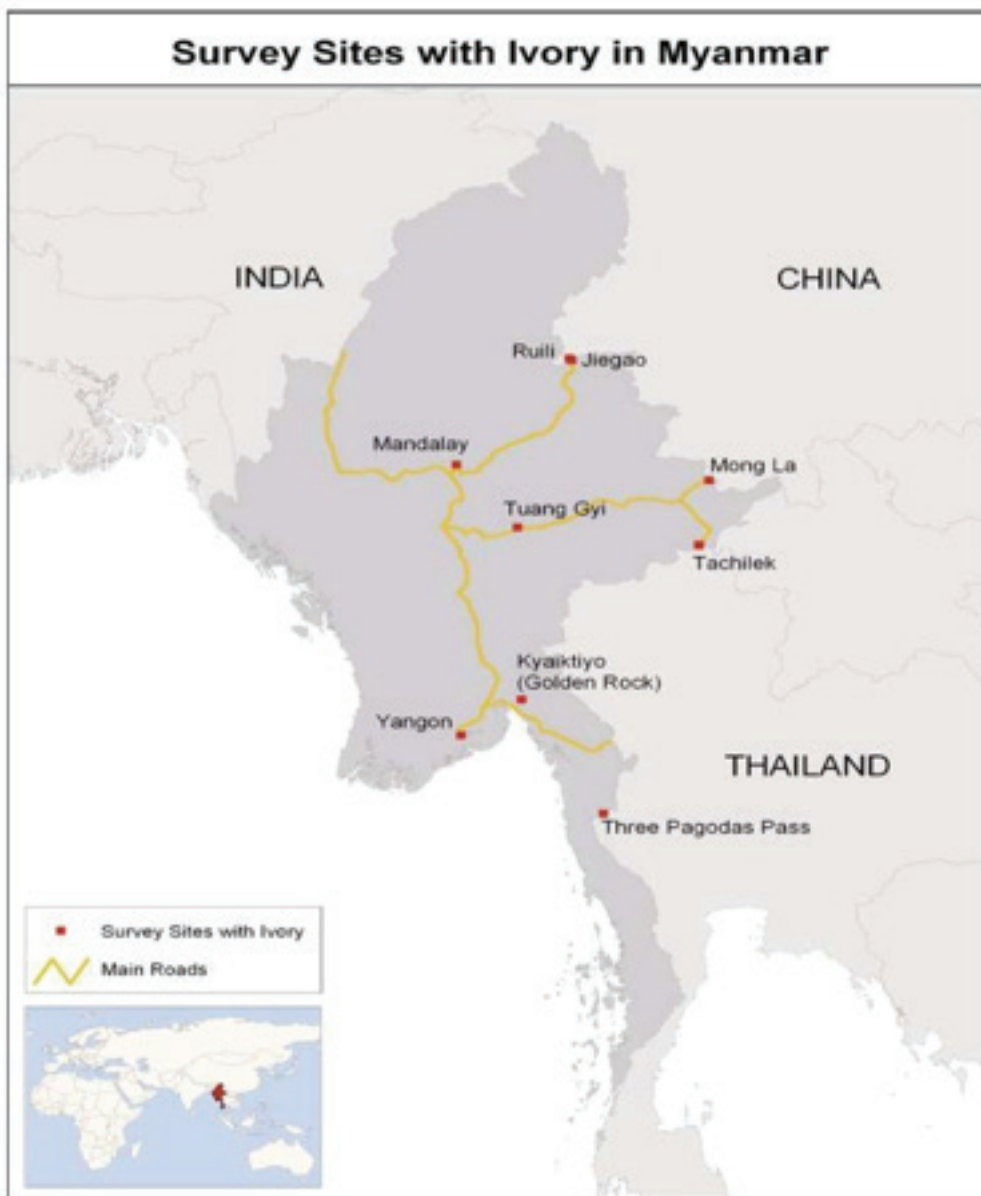 Survey Sites with Ivory in Myanmar
INDIA
CHINA
Ruili
Jiegao
Mandalay
Mong La
Tuang Gyi
Tachilek
Kyaiktiyo
(Golden Rock)
Yangon
THAILAND
Three Pagodas Pass
Survey Sites with Ivory
Main Roads